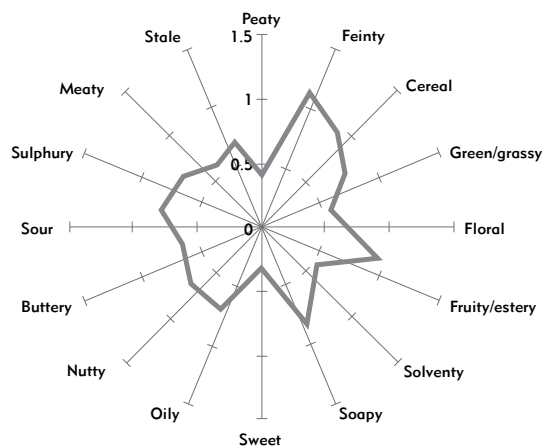 Peaty
1.5
Stale
Feinty
Meaty
1
Cereal
Sulphury
0.5
Green/grassy
Sour
0
Floral
Buttery
Fruity/estery
Nutty
Solventy
Oily
Soapy
Sweet